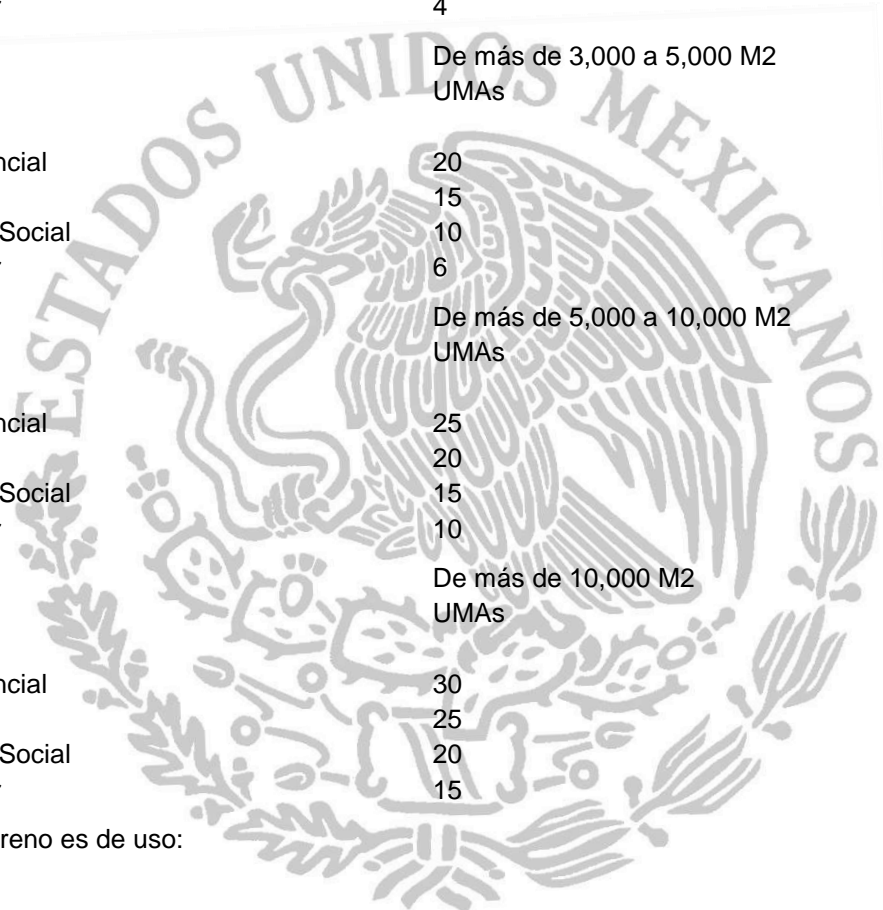 4
De más de 3,000 a 5,000 M2
UMAs
ncial 20
15
Social 10
6
De más de 5,000 a 10,000 M2
UMAs
ncial 25
20
Social 15
10
De más de 10,000 M2
UMAs
ncial 30
25
Social 20
15
reno es de uso:
ESTADOS UNIDOS MEXICANOS